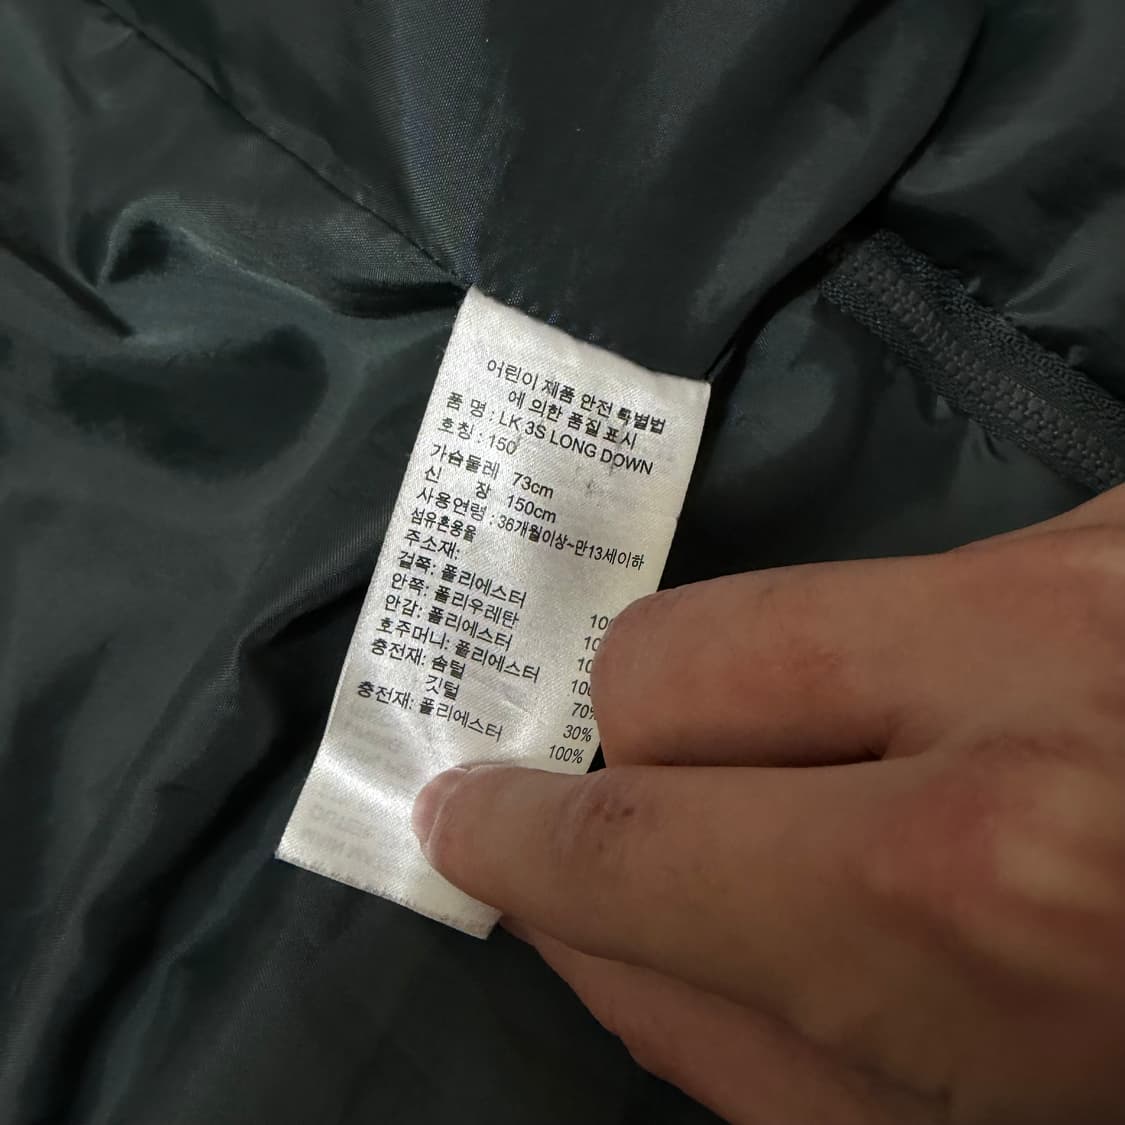 어린이 제품 안전 특별법
에 의한 품질 표시
품 명 : LK 3S LONG DOWN
호칭 : 150
가슴둘레 73cm
신 장 150cm
사용연령 : 36개월이상~만13세이하
섬유혼용율
주소재:
겉쪽: 폴리에스터
안쪽: 폴리우레탄
안감: 폴리에스터
호주머니: 폴리에스터
충전재: 솜털 70%
깃털 30%
충전재: 폴리에스터 100%